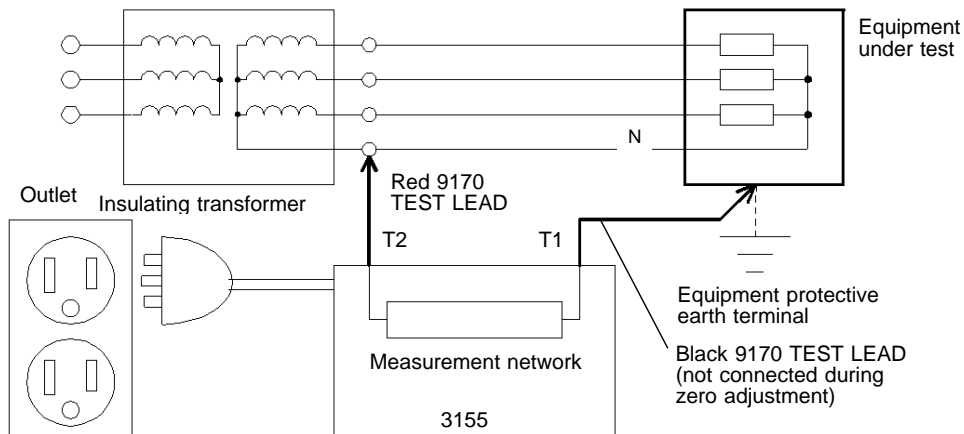 Equipment
under test
N
Outlet
Insulating transformer
Red 9170
TEST LEAD
T2
T1
Equipment protective
earth terminal
Measurement network
Black 9170 TEST LEAD
(not connected during
zero adjustment)
3155